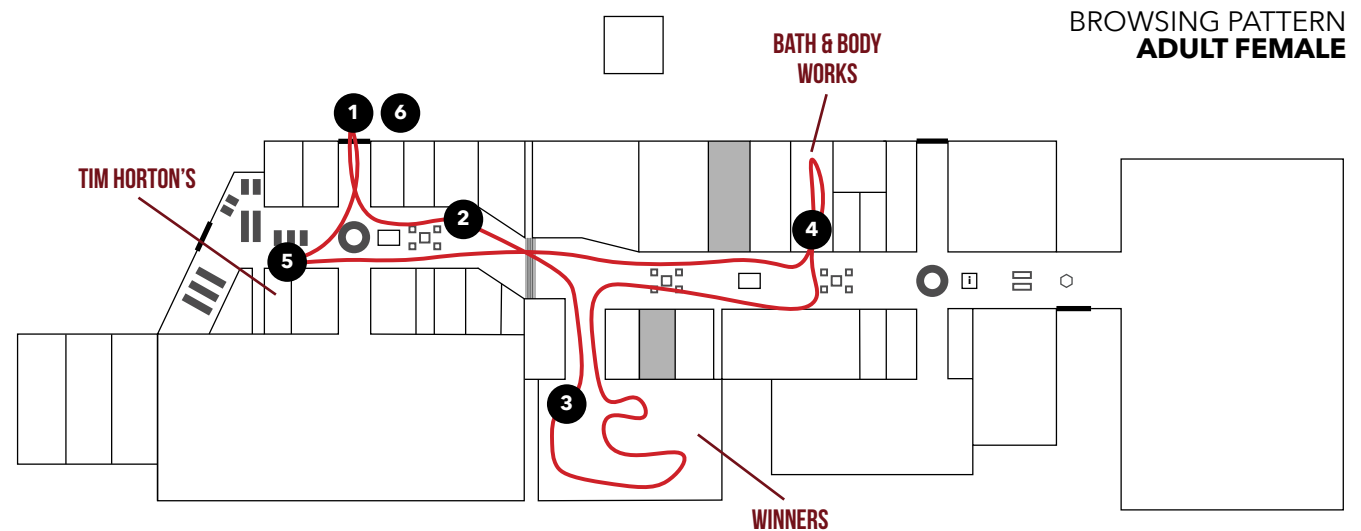 BROWSING PATTERN
ADULT FEMALE
BATH & BODY
WORKS
1
6
TIM HORTON'S
2
4
5
i
3
WINNERS